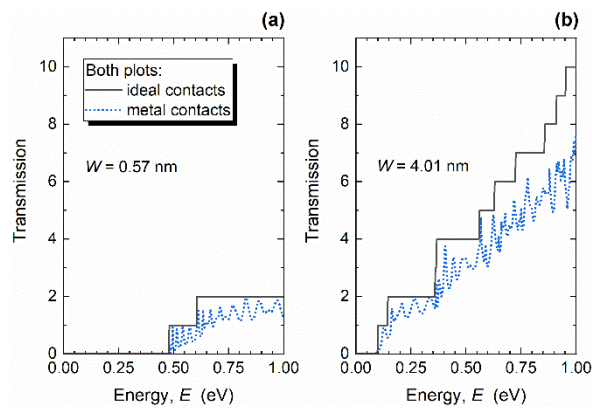 (a)
(b)
10
8
6
4
2
0
Transmission
Both plots:
ideal contacts
metal contacts
W = 0.57 nm
0.00 0.25 0.50 0.75 1.00
Energy, E (eV)
10
8
6
4
2
0
Transmission
W = 4.01 nm
0.00 0.25 0.50 0.75 1.00
Energy, E (eV)